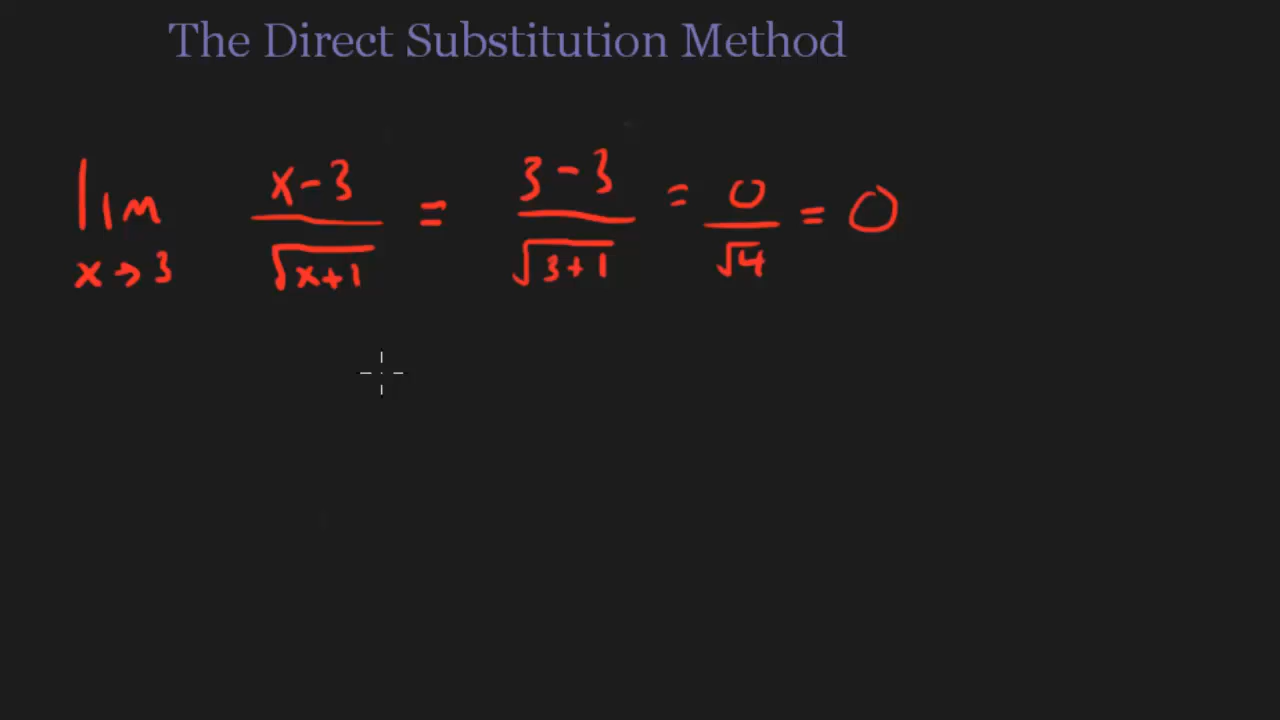 The Direct Substitution Method
lim x→3 x-3/√x+1 = 3-3/√3+1 = 0/√4 = 0